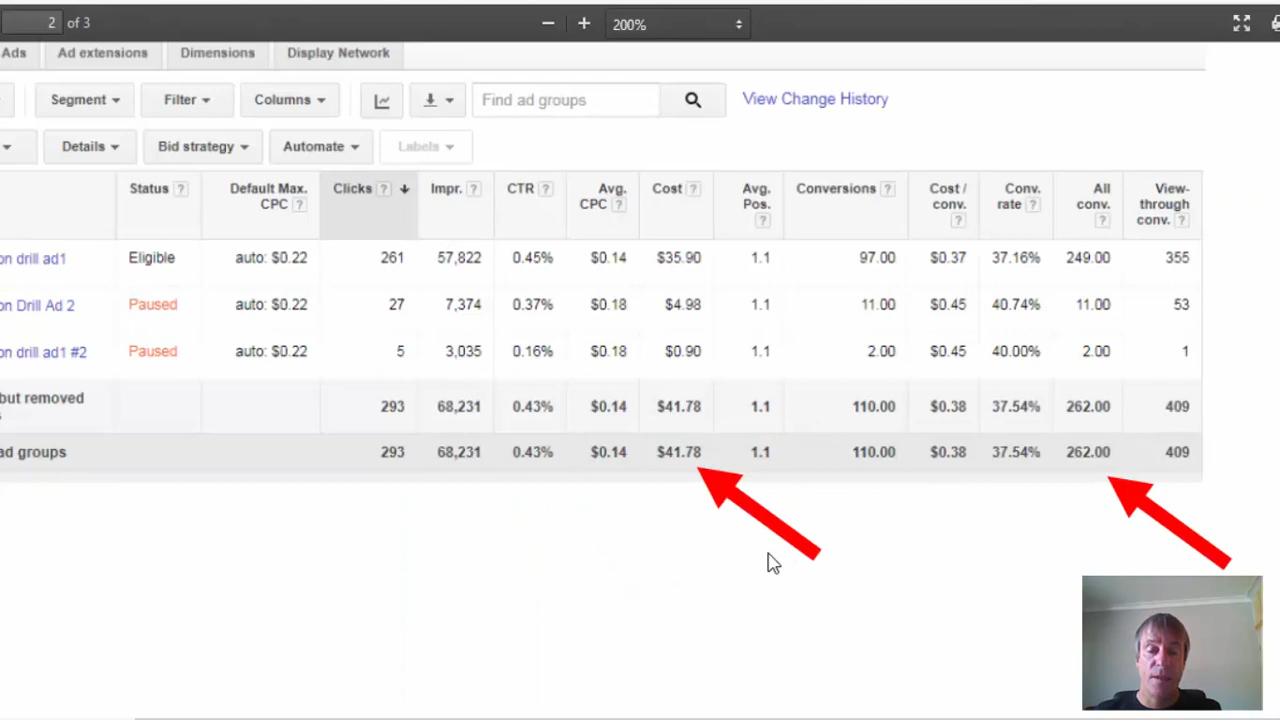 2 of 3 200%
Ads Ad extensions Dimensions Display Network
Segment Filter Columns Find ad groups View Change History
Details Bid strategy Automate Labels
Status ? Default Max. CPC ? Clicks ? Impr. ? CTR ? Avg. CPC ? Cost ? Avg. Pos. ? Conversions ? Cost / conv. ? Conv. rate ? All conv. ? View-through conv. ?
on drill ad1 Eligible auto: $0.22 261 57,822 0.45% $0.14 $35.90 1.1 97.00 $0.37 37.16% 249.00 355
on Drill Ad 2 Paused auto: $0.22 27 7,374 0.37% $0.18 $4.98 1.1 11.00 $0.45 40.74% 11.00 53
on drill ad1 #2 Paused auto: $0.22 5 3,035 0.16% $0.18 $0.90 1.1 2.00 $0.45 40.00% 2.00 1
but removed 293 68,231 0.43% $0.14 $41.78 1.1 110.00 $0.38 37.54% 262.00 409
ad groups 293 68,231 0.43% $0.14 $41.78 1.1 110.00 $0.38 37.54% 262.00 409